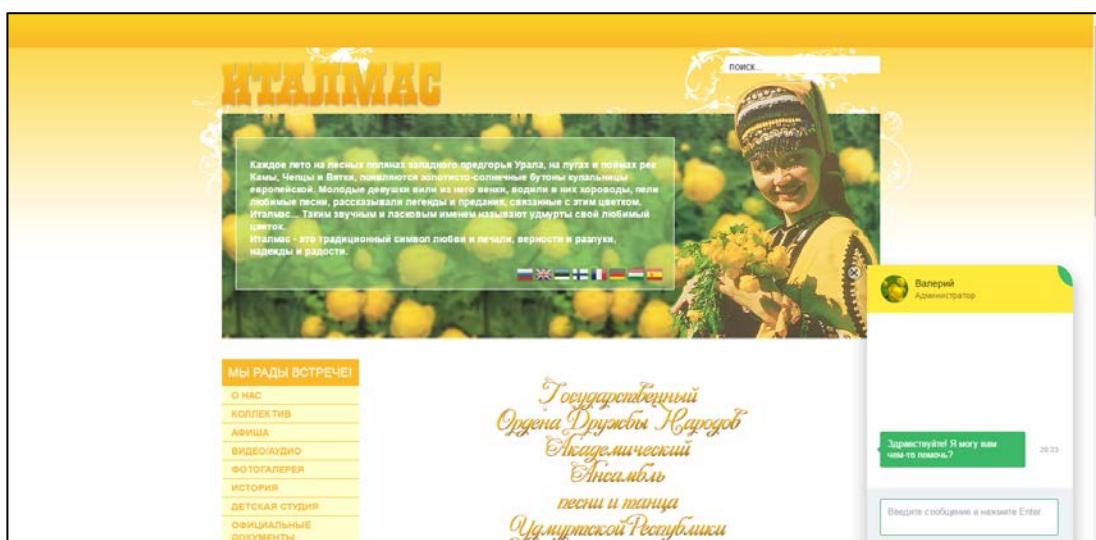 ИТАЛМАС
поиск...
Каждое лето на лесных полянах западного предгорья Урала, на лугах и поймах рек
Камы, Чепцы и Вятки, появляются золотисто-солнечные бутоны купальницы
европейской. Молодые девушки вили из него венки, водили в них хороводы, пели
любимые песни, рассказывали легенды и предания, связанные с этим цветком.
Италмас... Таким звучным и ласковым именем называют удмурты свой любимый
цветок.
Италмас - это традиционный символ любви и печали, верности и разлуки,
надежды и радости.
МЫ РАДЫ ВСТРЕЧЕ!
О НАС
КОЛЛЕКТИВ
АФИША
ВИДЕО/АУДИО
ФОТОГАЛЕРЕЯ
ИСТОРИЯ
ДЕТСКАЯ СТУДИЯ
ОФИЦИАЛЬНЫЕ
ДОКУМЕНТЫ
Государственный
Ордена Дружбы Народов
Академический
Ансамбль
песни и танца
Удмуртской Республики
Валерий
Администратор
Здравствуйте! Я могу вам
чем-то помочь?
20:23
Введите сообщение и нажмите Enter